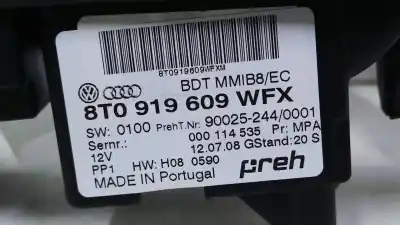 8T0919609WFXM
BDT MMIB8/EC
8T0 919 609 WFX
SW: 0100 PrehT.Nr: 90025-244/0001
Sernr.: 000 114 535 Pr: MPA
12V 12.07.08 GStand: 20 S
PP1 HW: H08 0590
MADE IN Portugal preh